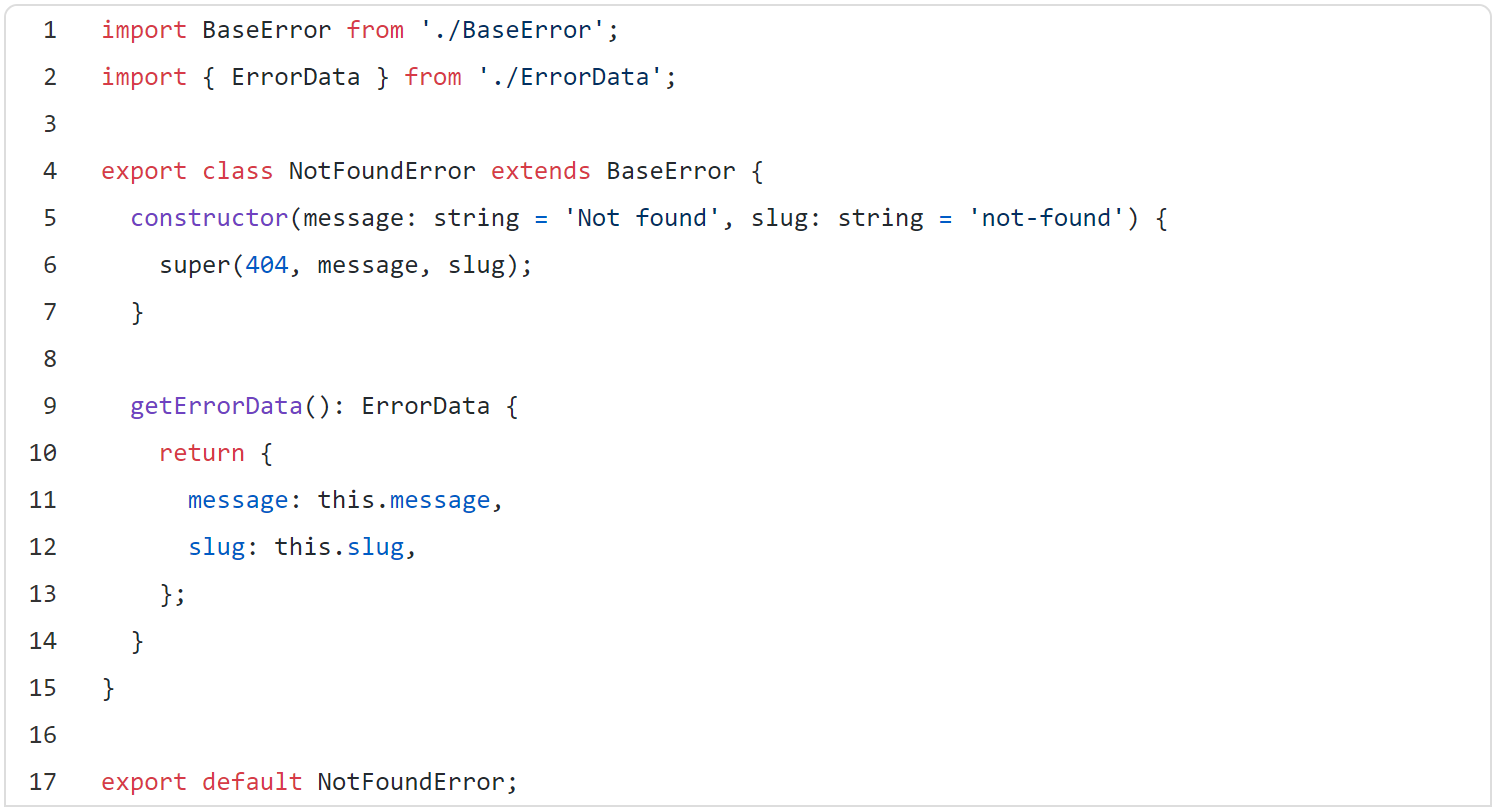 1 import BaseError from './BaseError';
2 import { ErrorData } from './ErrorData';
3
4 export class NotFoundError extends BaseError {
5   constructor(message: string = 'Not found', slug: string = 'not-found') {
6     super(404, message, slug);
7   }
8
9   getErrorData(): ErrorData {
10     return {
11       message: this.message,
12       slug: this.slug,
13     };
14   }
15 }
16
17 export default NotFoundError;